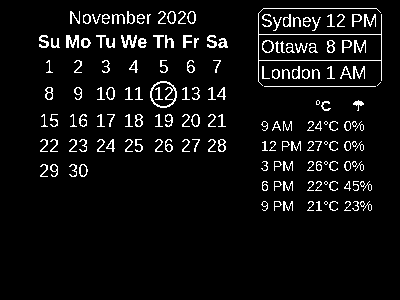 November 2020
Su Mo Tu We Th Fr Sa
1 2 3 4 5 6 7
8 9 10 11 12 13 14
15 16 17 18 19 20 21
22 23 24 25 26 27 28
29 30
Sydney 12 PM
Ottawa 8 PM
London 1 AM
°C ☂
9 AM 24°C 0%
12 PM 27°C 0%
3 PM 26°C 0%
6 PM 22°C 45%
9 PM 21°C 23%